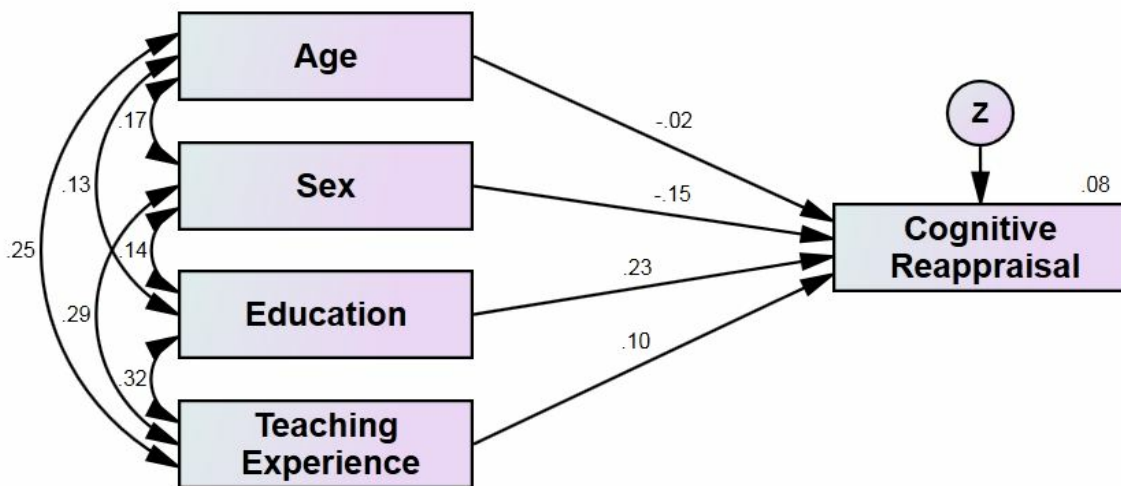 Age
.17
-.02
Z
.13
Sex
-.15
.08
Cognitive
Reappraisal
.25
.14
.23
.29
Education
.10
.32
Teaching
Experience